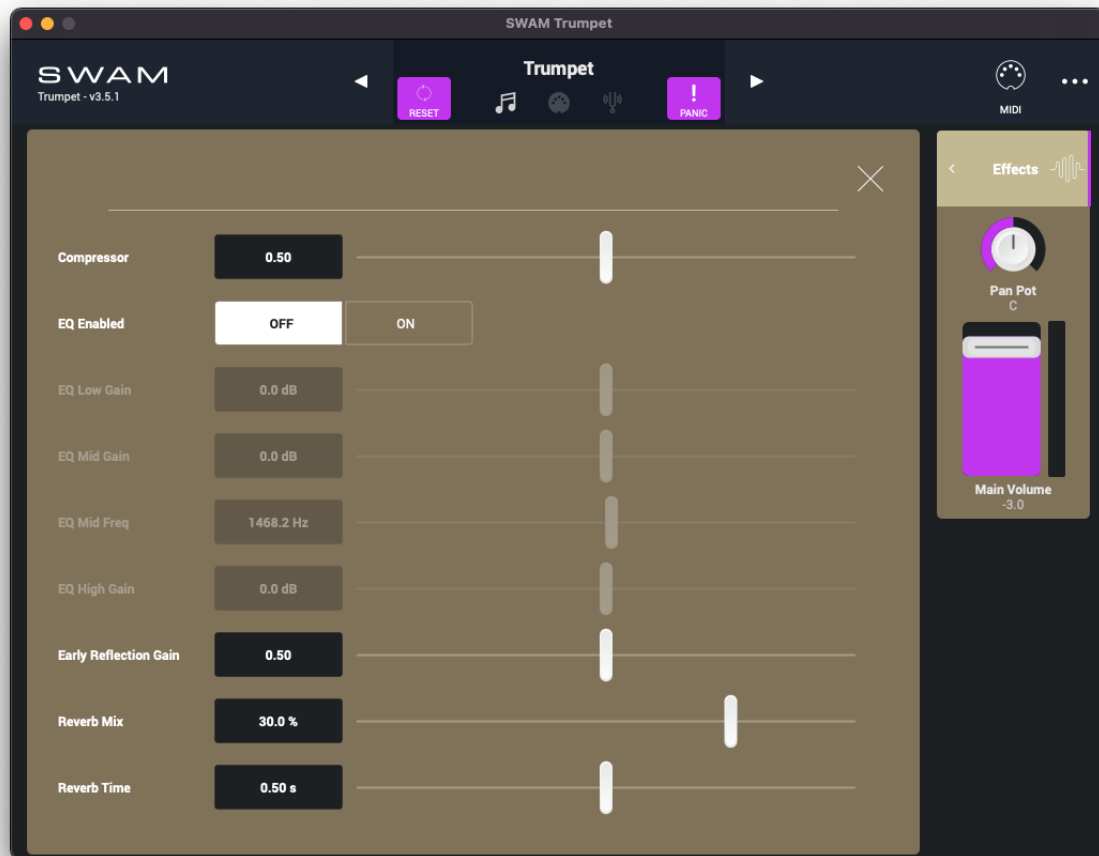 SWAM Trumpet
SWAM
Trumpet - v3.5.1
Trumpet
RESET
!
PANIC
MIDI
Effects
Compressor 0.50
EQ Enabled OFF ON
EQ Low Gain 0.0 dB
EQ Mid Gain 0.0 dB
EQ Mid Freq 1468.2 Hz
EQ High Gain 0.0 dB
Early Reflection Gain 0.50
Reverb Mix 30.0 %
Reverb Time 0.50 s
Pan Pot
C
Main Volume
-3.0